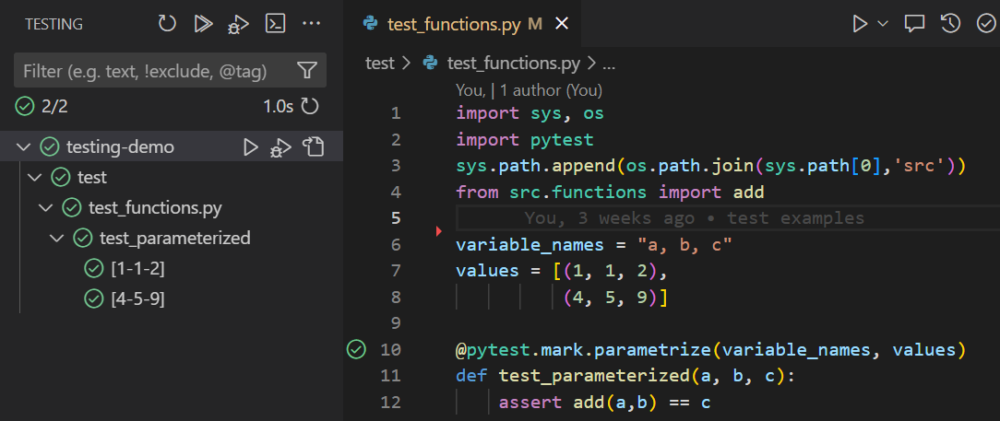 TESTING
Filter (e.g. text, !exclude, @tag)
2/2 1.0s
testing-demo
test
test_functions.py
test_parameterized
[1-1-2]
[4-5-9]
test_functions.py M
test > test_functions.py > ...
You, | 1 author (You)
1 import sys, os
2 import pytest
3 sys.path.append(os.path.join(sys.path[0],'src'))
4 from src.functions import add
5 You, 3 weeks ago • test examples
6 variable_names = "a, b, c"
7 values = [(1, 1, 2),
8 (4, 5, 9)]
9
10 @pytest.mark.parametrize(variable_names, values)
11 def test_parameterized(a, b, c):
12 assert add(a,b) == c